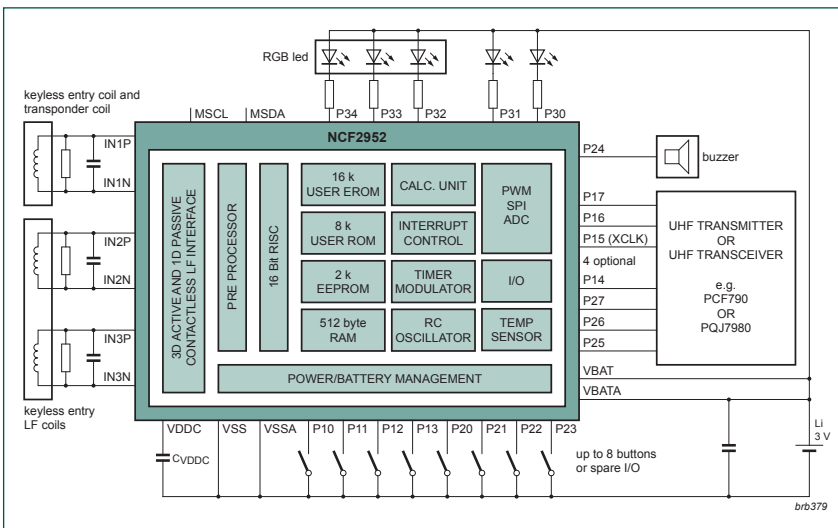 RGB led
keyless entry coil and
transponder coil
MSCL
MSDA
P34
P33
P32
P31
P30
NCF2952
IN1P
IN1N
IN2P
IN2N
IN3P
IN3N
keyless entry
LF coils
3D ACTIVE AND 1D PASSIVE
CONTACTLESS LF INTERFACE
PRE PROCESSOR
16 Bit RISC
16 k
USER EROM
CALC. UNIT
PWM
SPI
ADC
8 k
USER ROM
INTERRUPT
CONTROL
2 k
EEPROM
TIMER
MODULATOR
I/O
512 byte
RAM
RC
OSCILLATOR
TEMP
SENSOR
POWER/BATTERY MANAGEMENT
P24
buzzer
P17
P16
P15 (XCLK)
4 optional
P14
P27
P26
P25
UHF TRANSMITTER
OR
UHF TRANSCEIVER
e.g.
PCF790
OR
PQJ7980
VBAT
VBATA
VDDC
VSS
VSSA
P10
P11
P12
P13
P20
P21
P22
P23
CVDDC
up to 8 buttons
or spare I/O
Li
3 V
brb379